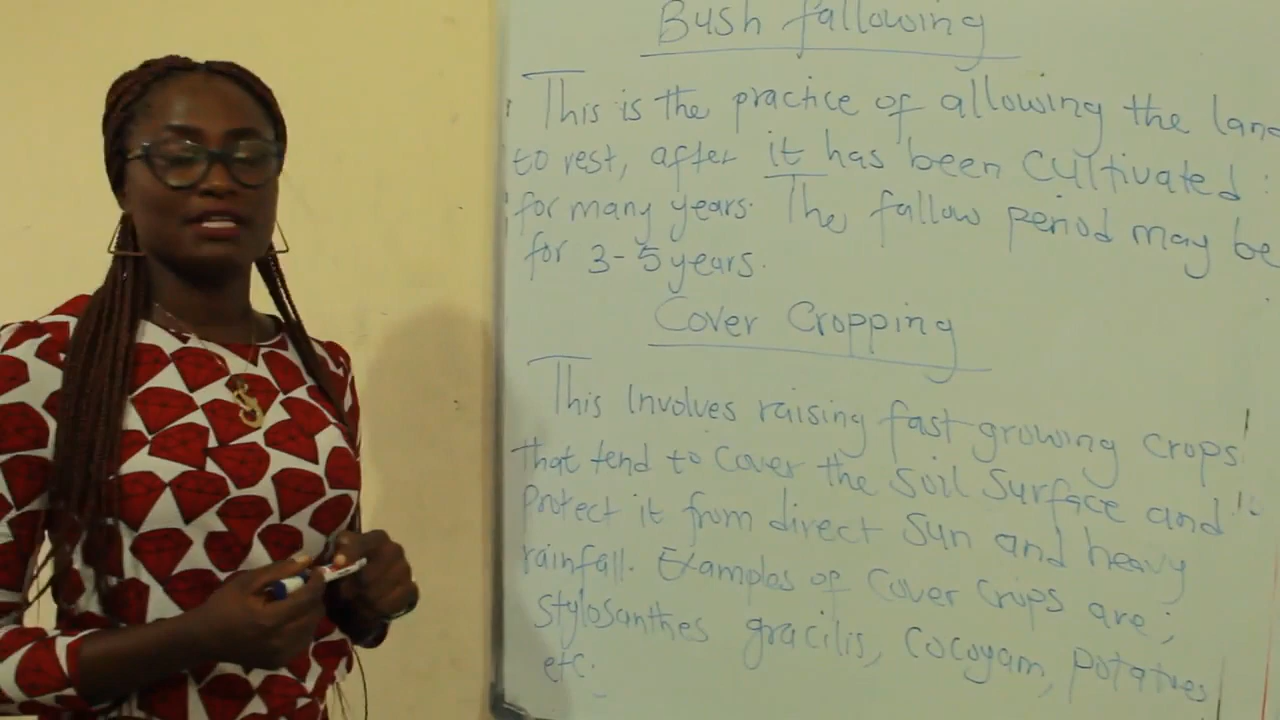 Bush fallowing
This is the practice of allowing the land
to rest, after it has been cultivated
for many years. The fallow period may be
for 3-5 years.
Cover Cropping
This Involves raising fast growing crops
that tend to cover the soil surface and
protect it from direct sun and heavy
rainfall. Examples of cover crops are;
Stylosanthes gracilis, cocoyam, potatoes
etc.